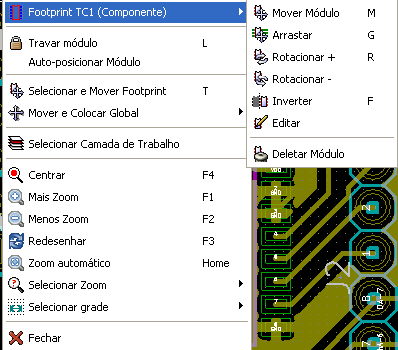 Footprint TC1 (Componente)
Travar módulo L
Auto-posicionar Módulo
Selecionar e Mover Footprint T
Mover e Colocar Global
Selecionar Camada de Trabalho
Centrar F4
Mais Zoom F1
Menos Zoom F2
Redesenhar F3
Zoom automático Home
Selecionar Zoom
Selecionar grade
Fechar
Mover Módulo M
Arrastar G
Rotacionar + R
Rotacionar -
Inverter F
Editar
Deletar Módulo